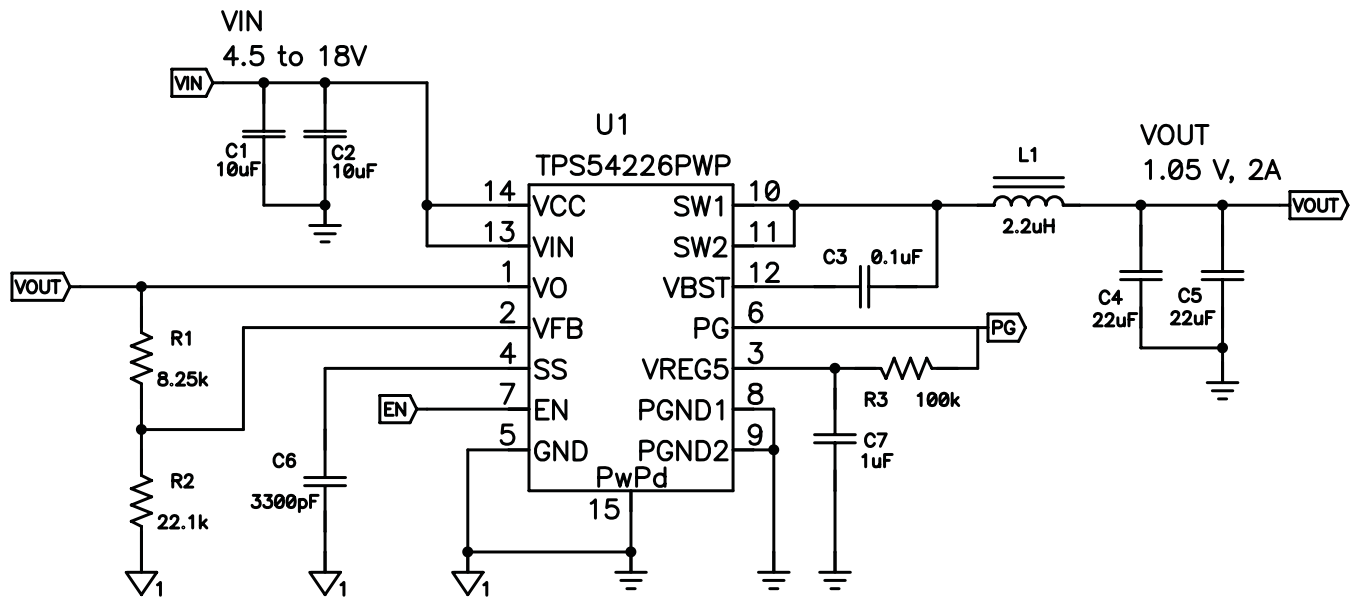 VIN
4.5 to 18V
VIN
C1
10uF
C2
10uF
U1
TPS54226PWP
14 VCC SW1 10
13 VIN SW2 11
1 VO VBST 12
2 VFB PG 6
4 SS VREG5 3
7 EN PGND1 8
5 GND PGND2 9
PwPd
15
L1
2.2uH
VOUT
1.05 V, 2A
VOUT
C3 0.1uF
C4
22uF
C5
22uF
VOUT
R1
8.25k
R2
22.1k
C6
3300pF
EN
PG
R3 100k
C7
1uF
1
1
1